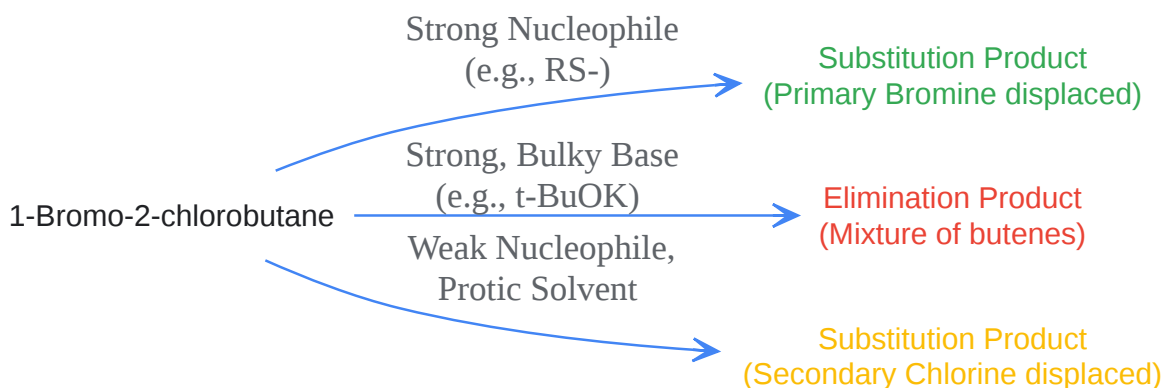 Strong Nucleophile
(e.g., RS-)
Substitution Product
(Primary Bromine displaced)
Strong, Bulky Base
(e.g., t-BuOK)
1-Bromo-2-chlorobutane
Elimination Product
(Mixture of butenes)
Weak Nucleophile,
Protic Solvent
Substitution Product
(Secondary Chlorine displaced)